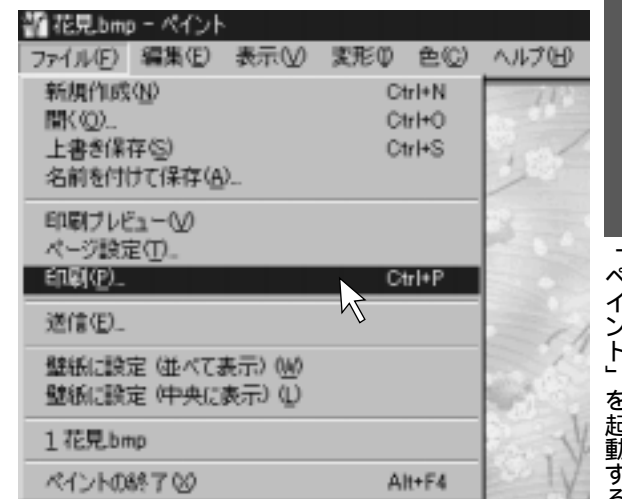 花見.bmp - ペイント
ファイル(F) 編集(E) 表示(V) 変形(I) 色(C) ヘルプ(H)
新規作成(N) Ctrl+N
開く(O)... Ctrl+O
上書き保存(S) Ctrl+S
名前を付けて保存(A)...
印刷プレビュー(V)
ページ設定(T)...
印刷(P)... Ctrl+P
送信(E)...
壁紙に設定 (並べて表示) (W)
壁紙に設定 (中央に表示) (L)
1 花見.bmp
ペイントの終了(X) Alt+F4
「ペイント」を起動する